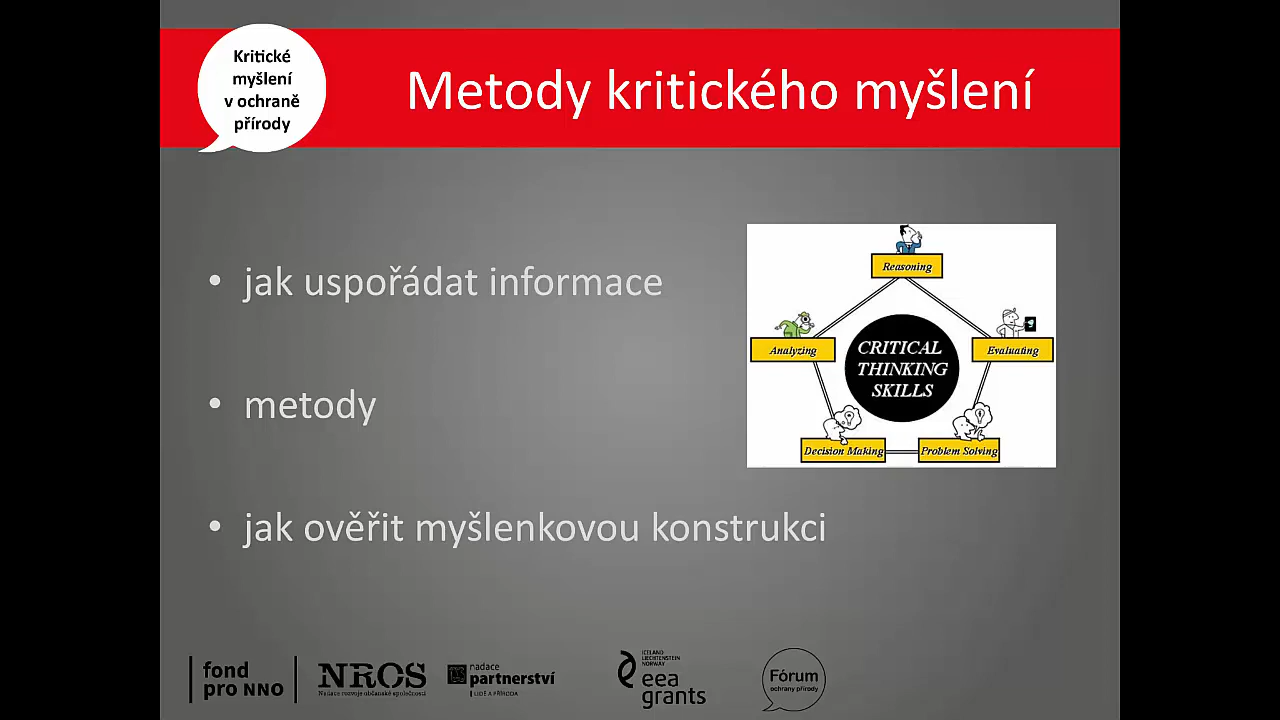 Kritické
myšlení
v ochraně
přírody
Metody kritického myšlení
• jak uspořádat informace
• metody
• jak ověřit myšlenkovou konstrukci
Reasoning
Analyzing
Evaluating
CRITICAL
THINKING
SKILLS
Decision Making
Problem Solving
fond
pro NNO
NROS
Nadace rozvoje občanské společnosti
nadace
partnerství
LIDÉ A PŘÍRODA
ICELAND
LIECHTENSTEIN
NORWAY
eea
grants
Fórum
ochrany přírody